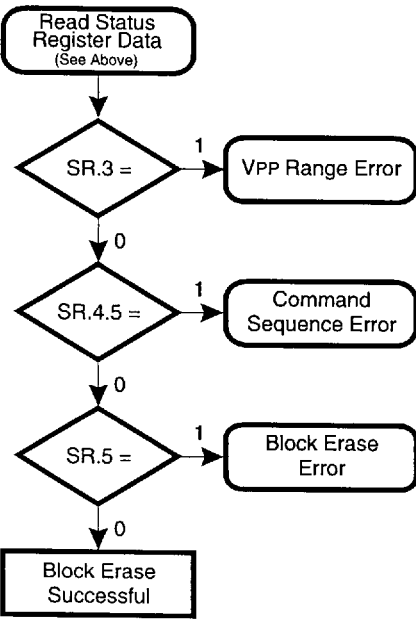 Read Status
Register Data
(See Above)
SR.3 =
1
VPP Range Error
0
SR.4.5 =
1
Command
Sequence Error
0
SR.5 =
1
Block Erase
Error
0
Block Erase
Successful